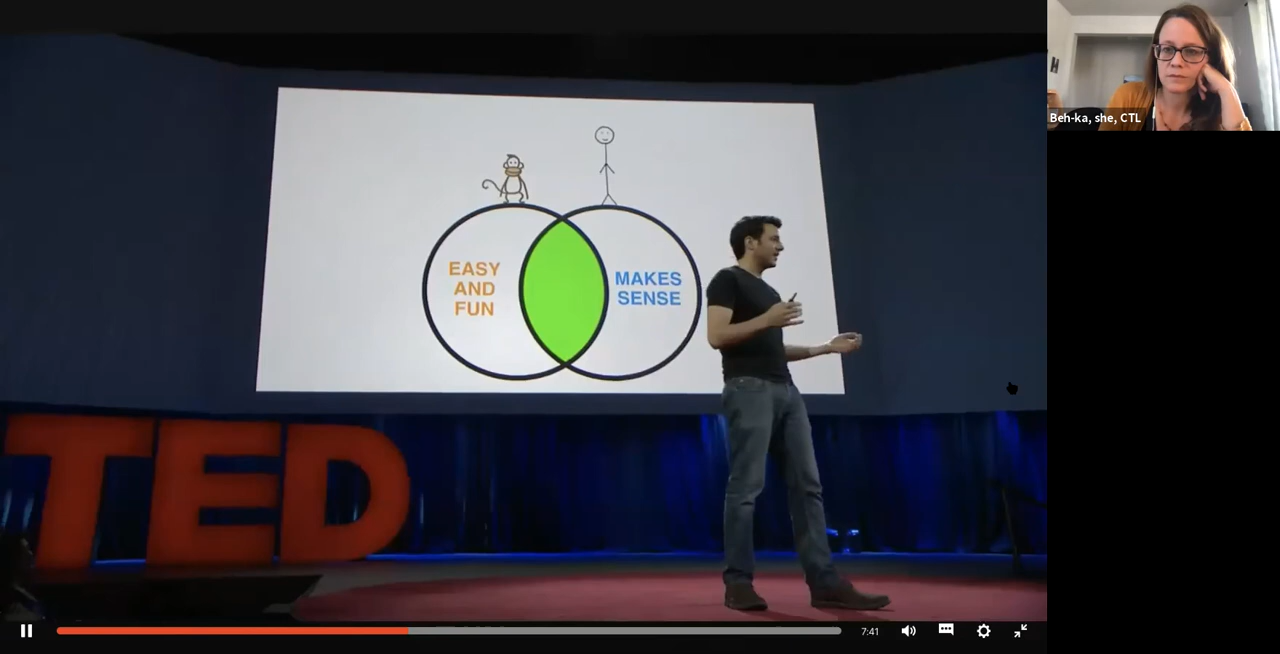 EASY
AND
FUN
MAKES
SENSE
TED
7:41
Beh-ka, she, CTL
H